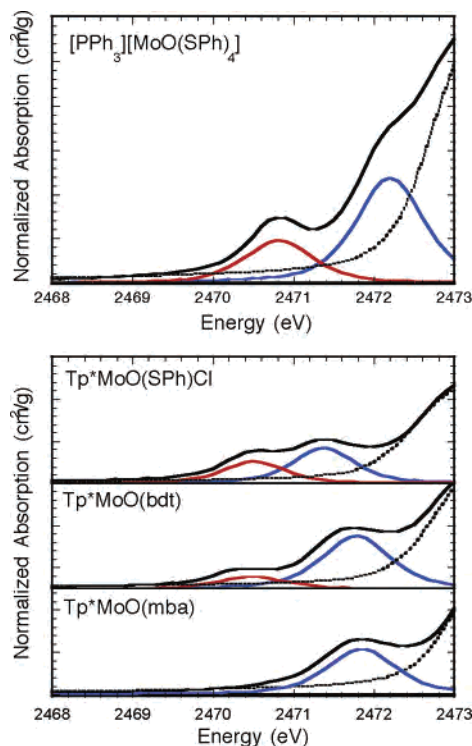 [PPh₃][MoO(SPh)₄]
Normalized Absorption (cm²/g)
2468 2469 2470 2471 2472 2473
Energy (eV)
Tp*MoO(SPh)Cl
Tp*MoO(bdt)
Tp*MoO(mba)
Normalized Absorption (cm²/g)
2468 2469 2470 2471 2472 2473
Energy (eV)